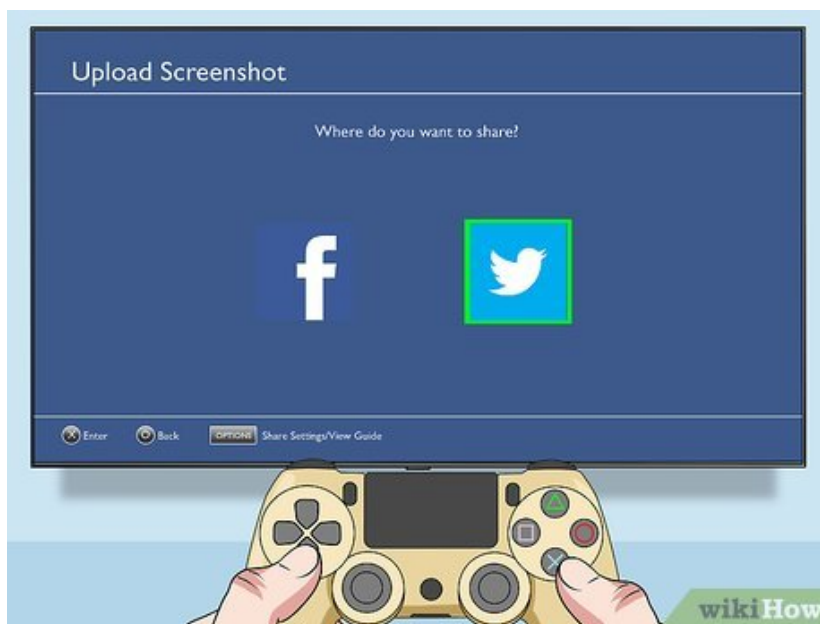 Upload Screenshot
Where do you want to share?
f
Enter
Back
OPTIONS Share Settings/View Guide
wikiHow